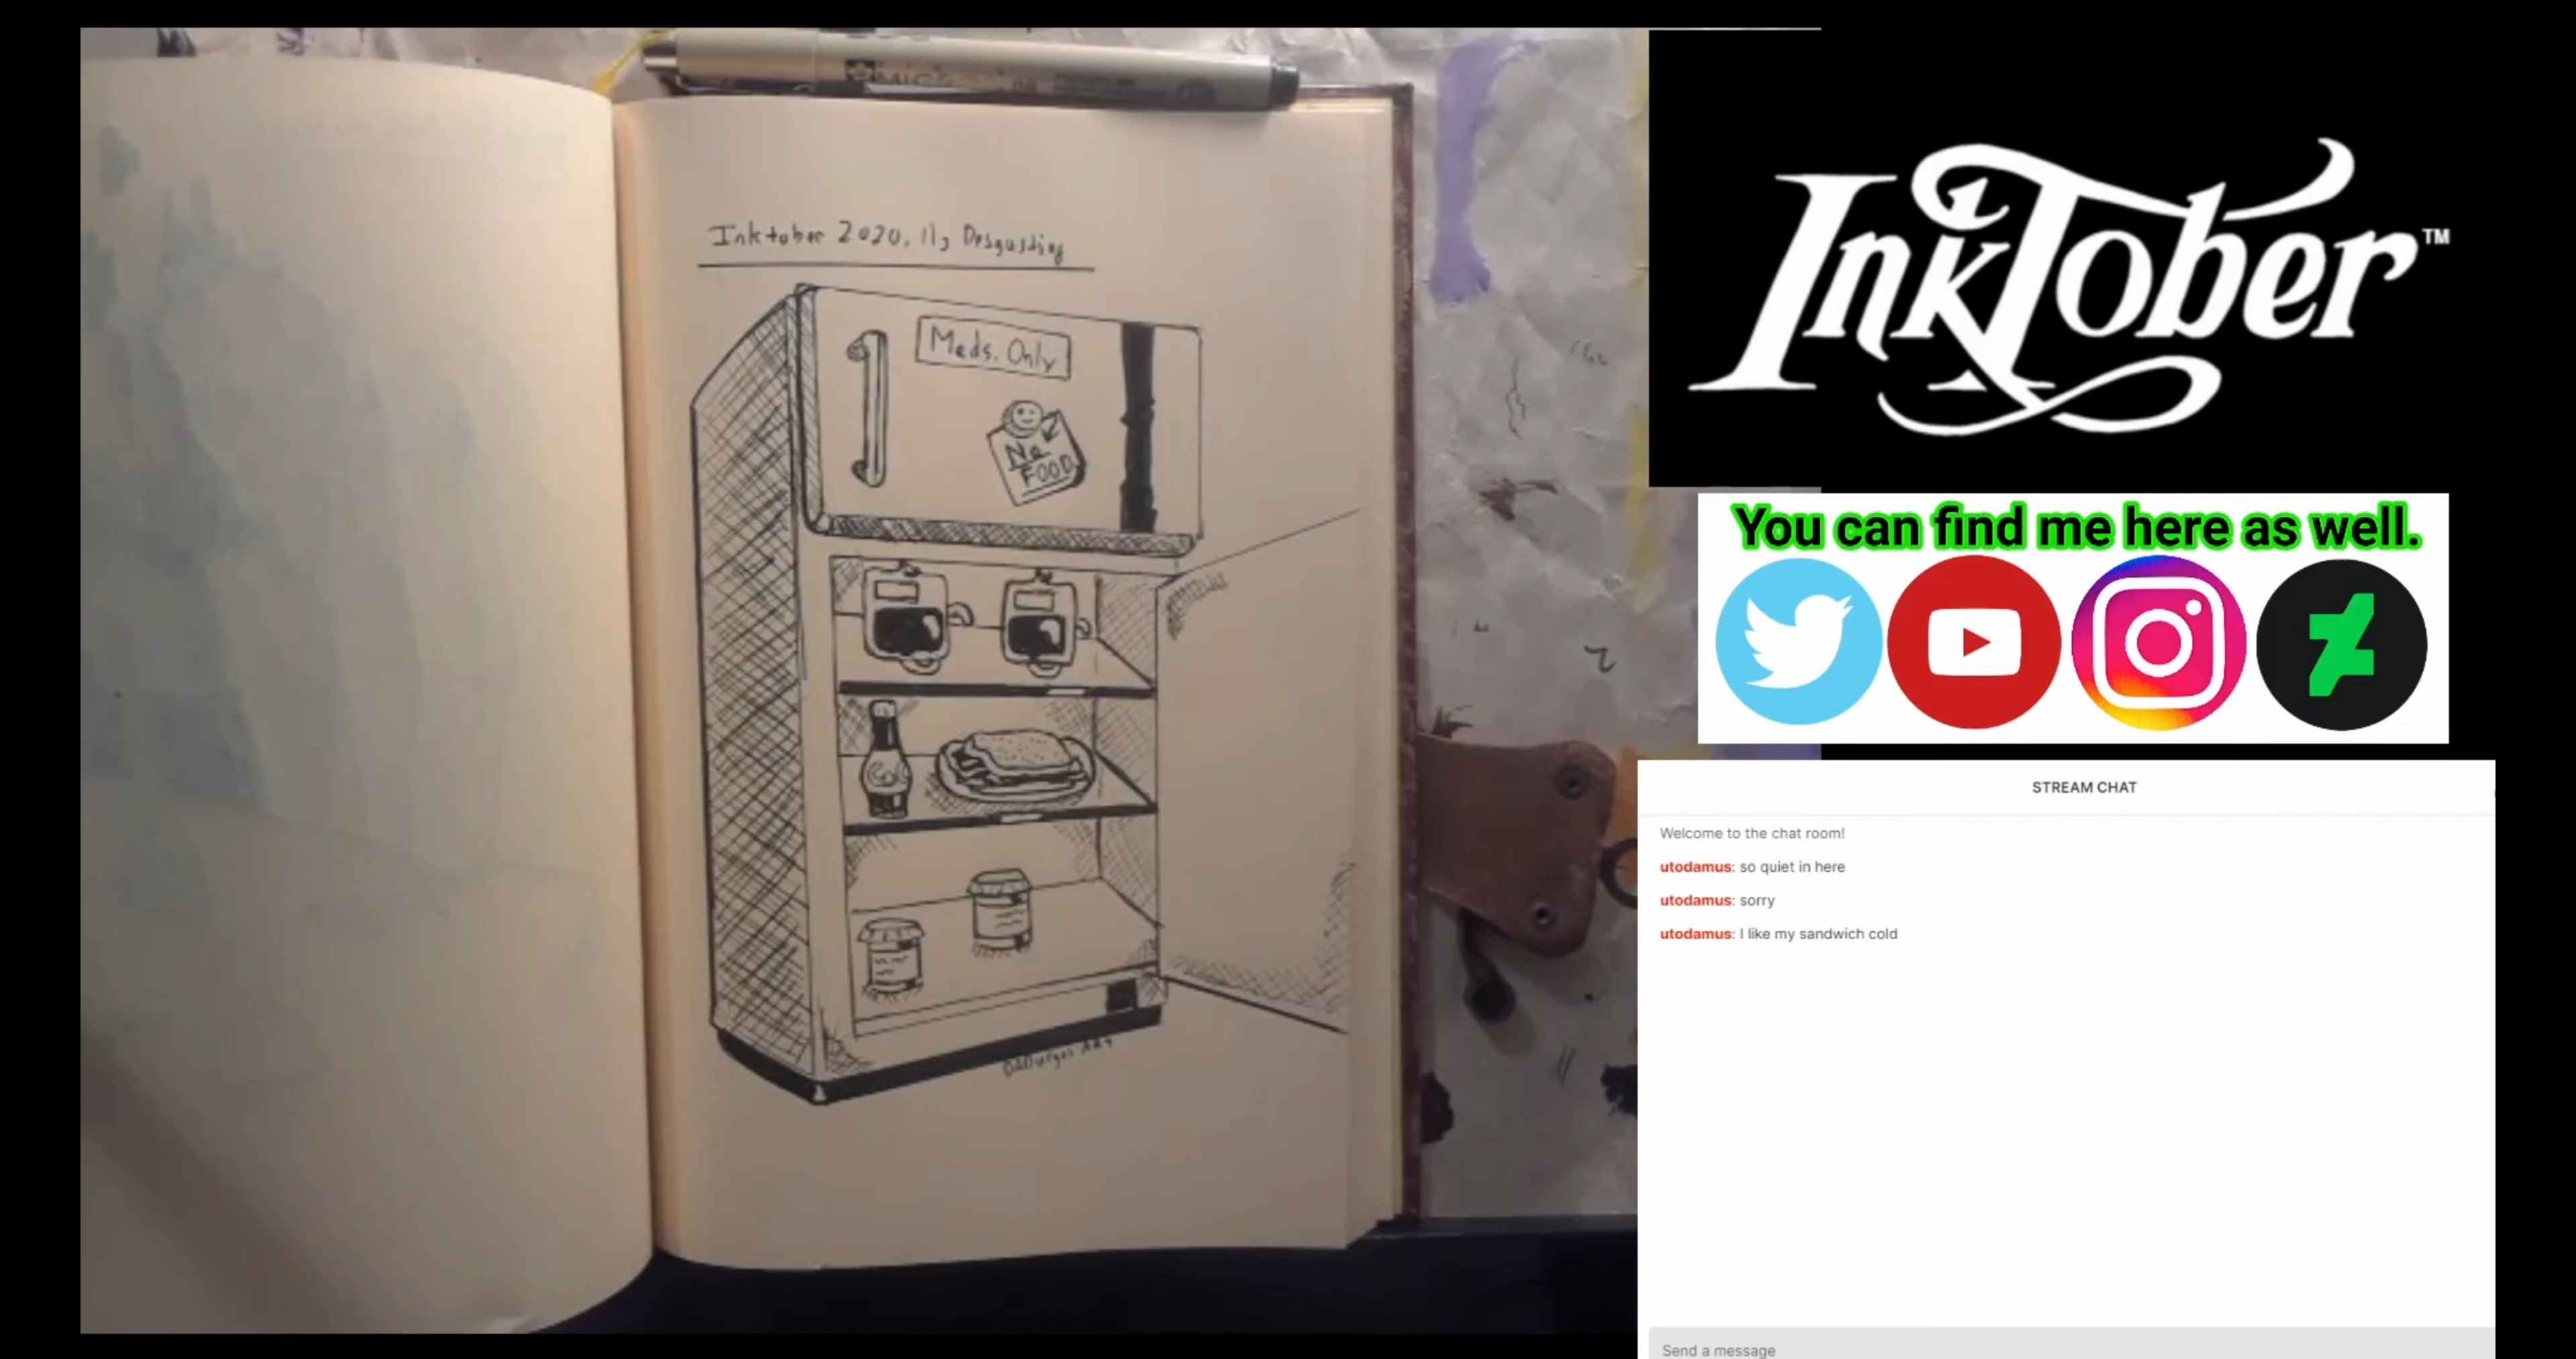 Inktober 2020, 11, Desgusting
Meds. Only
No
FOOD
InkTober™
You can find me here as well.
STREAM CHAT
Welcome to the chat room!
utodamus: so quiet in here
utodamus: sorry
utodamus: I like my sandwich cold
Send a message